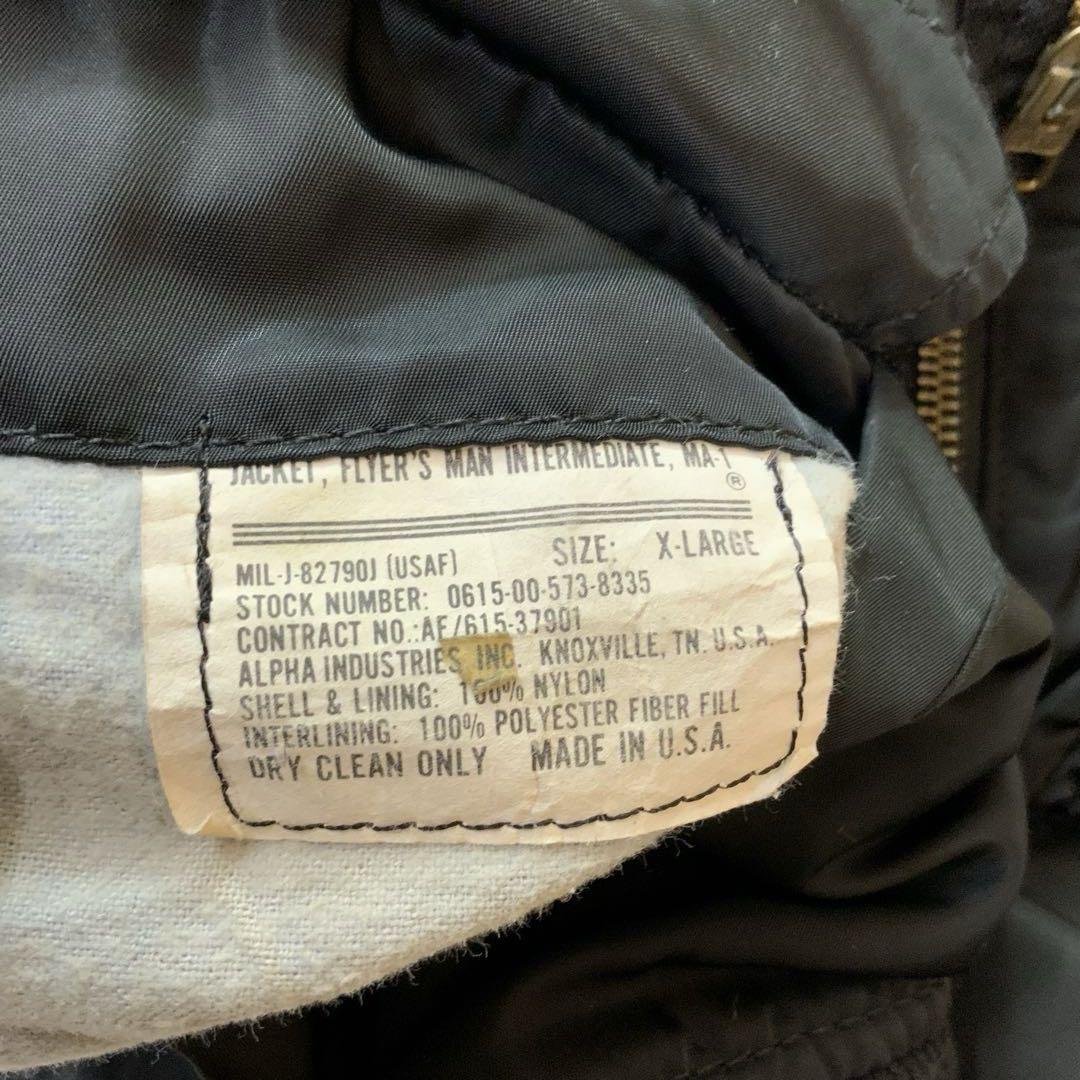 JACKET, FLYER'S MAN INTERMEDIATE, MA-1
®
MIL-J-82790J (USAF) SIZE: X-LARGE
STOCK NUMBER: 0615-00-573-8335
CONTRACT NO.:AF/615-37901
ALPHA INDUSTRIES INC. KNOXVILLE, TN. U.S.A.
SHELL & LINING: 100% NYLON
INTERLINING: 100% POLYESTER FIBER FILL
DRY CLEAN ONLY MADE IN U.S.A.